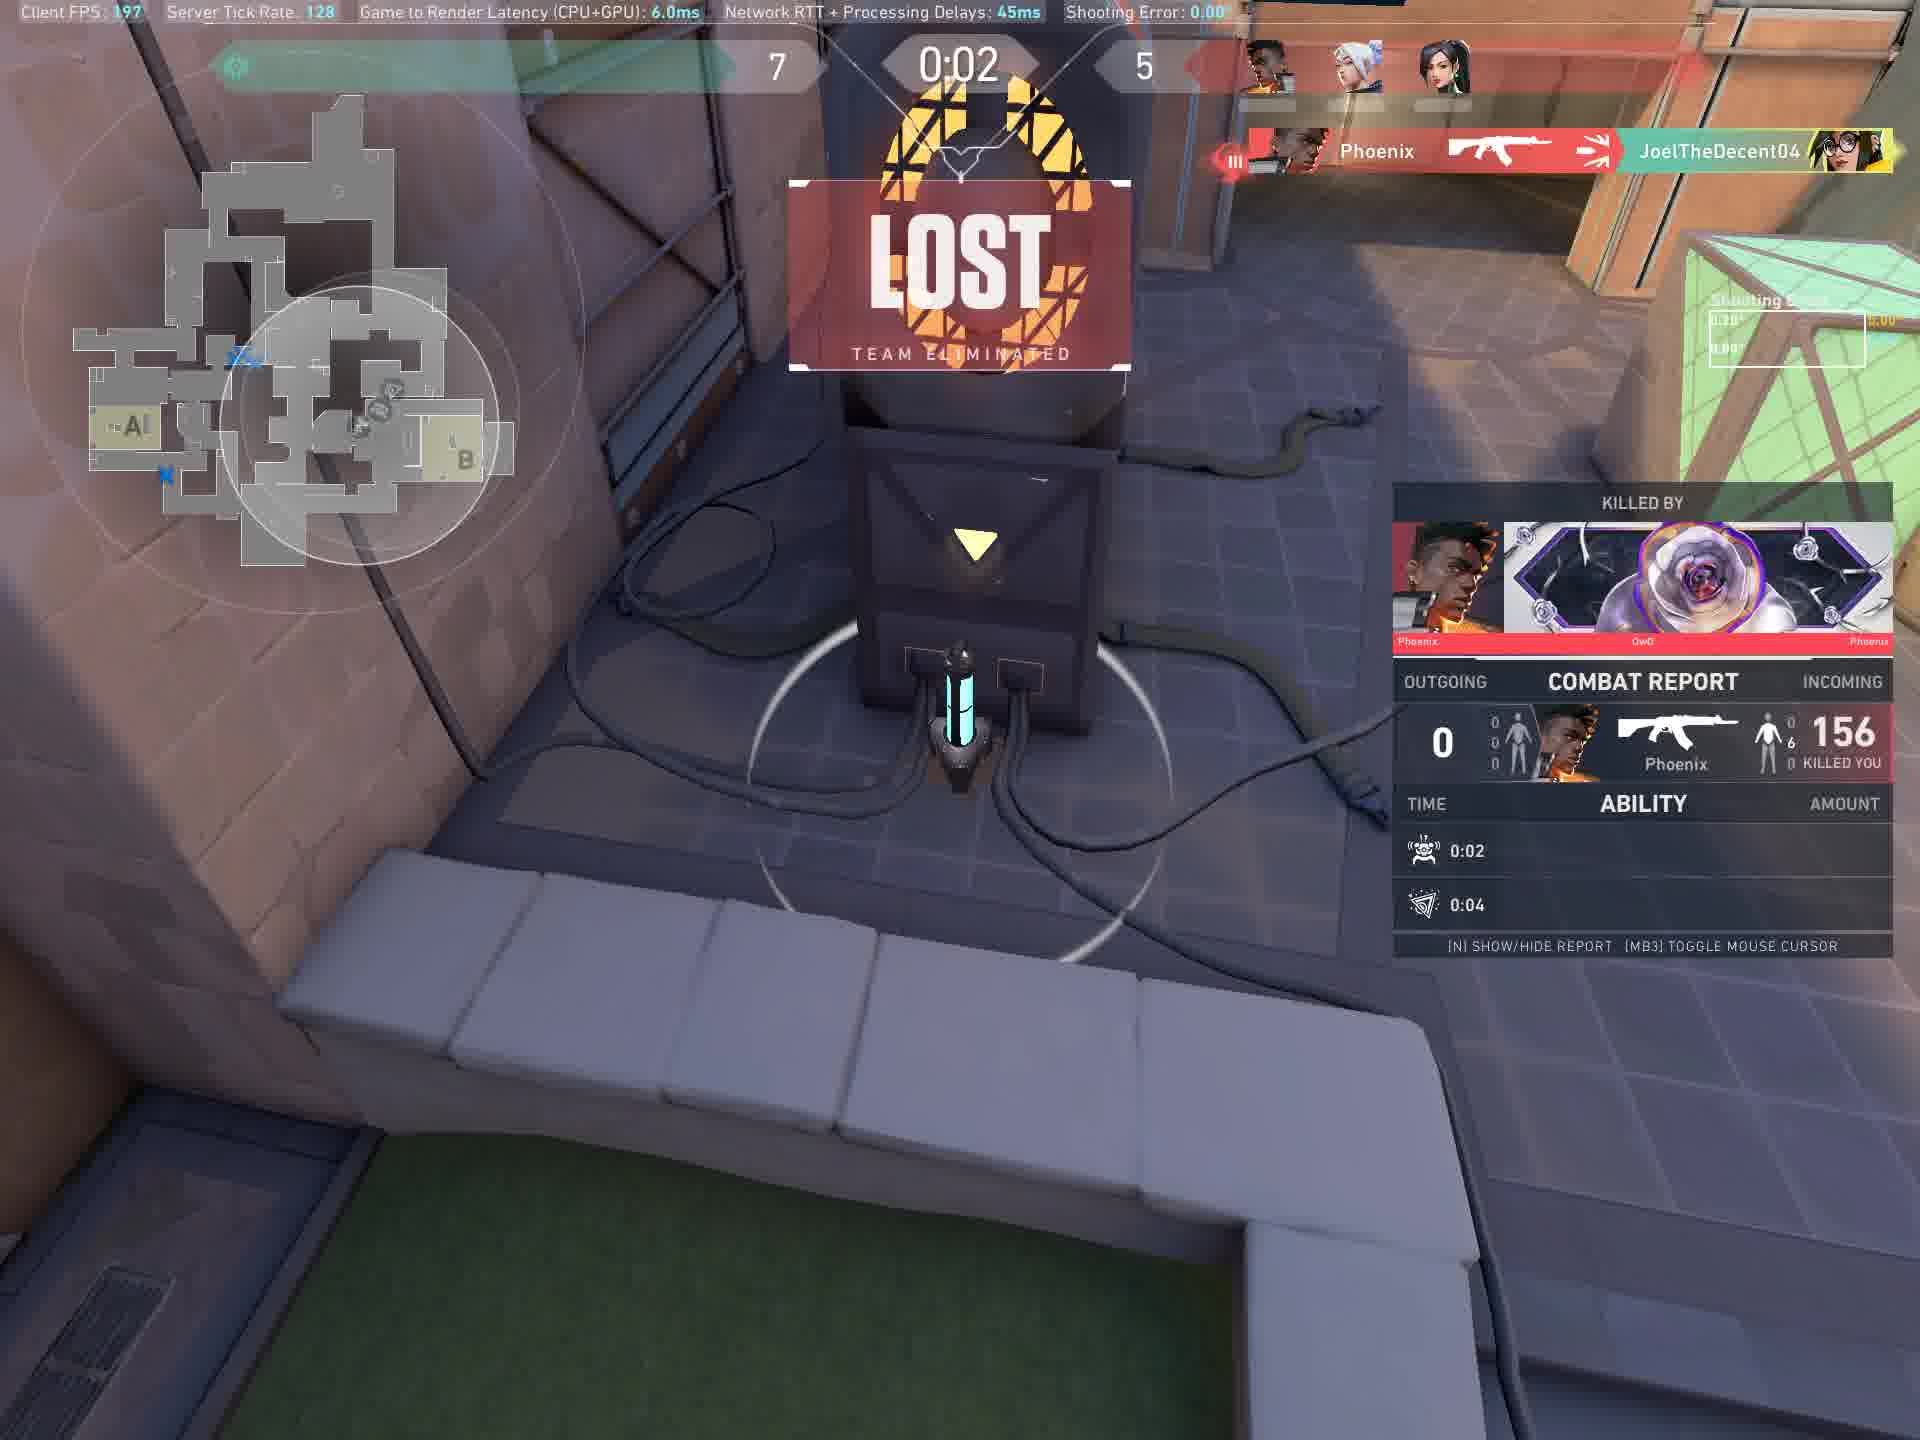 Client FPS: 197 Server Tick Rate: 128 Game to Render Latency (CPU+GPU): 6.0ms Network RTT + Processing Delays: 45ms Shooting Error: 0.00°
7 0:02 5
Phoenix JoelTheDecent04
LOST
TEAM ELIMINATED
A
B
KILLED BY
Phoenix OwO Phoenix
OUTGOING COMBAT REPORT INCOMING
0 0 0 0 Phoenix 0 6 0 156 KILLED YOU
TIME ABILITY AMOUNT
0:02
0:04
[N] SHOW/HIDE REPORT [MB3] TOGGLE MOUSE CURSOR